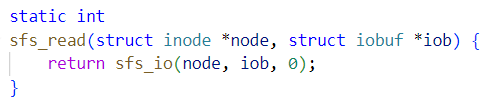 static int
sfs_read(struct inode *node, struct iobuf *iob) {
    return sfs_io(node, iob, 0);
}